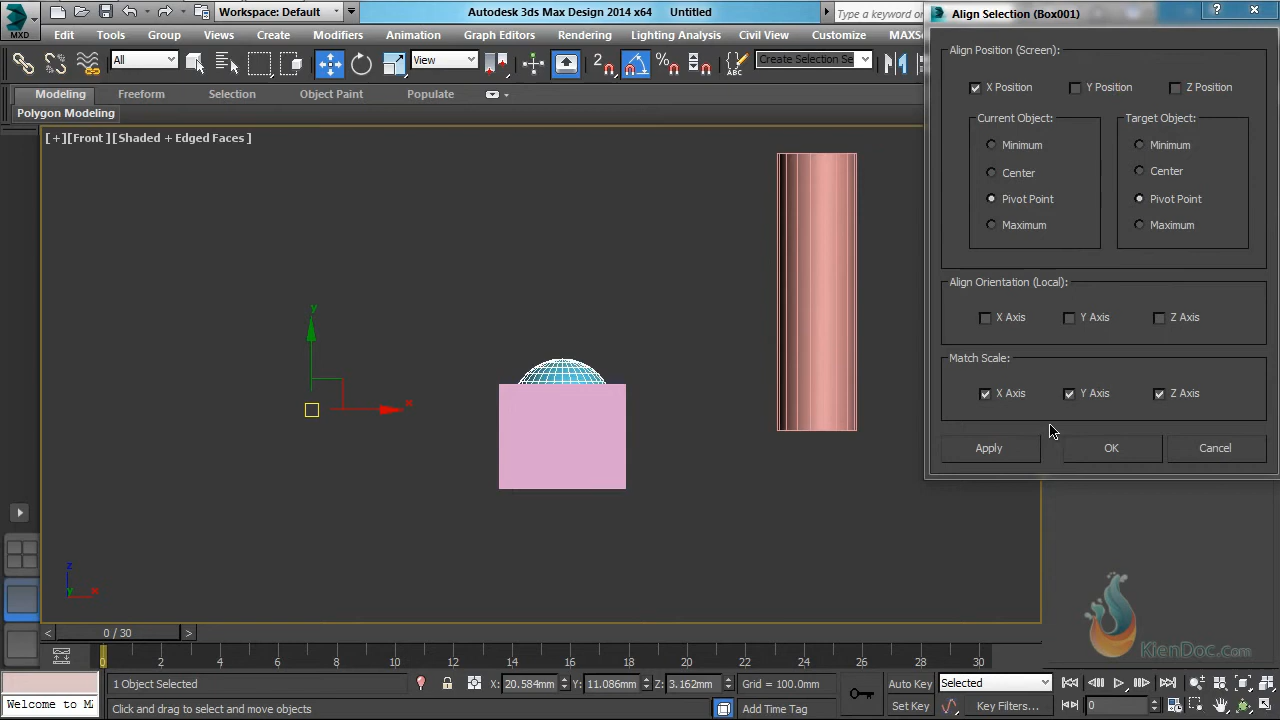 Workspace: Default
Autodesk 3ds Max Design 2014 x64 Untitled
Type a keyword
Align Selection (Box001)
MXD
Edit Tools Group Views Create Modifiers Animation Graph Editors Rendering Lighting Analysis Civil View Customize MAXS
All
View
Create Selection Se
Modeling Freeform Selection Object Paint Populate
Polygon Modeling
[+][Front][Shaded + Edged Faces]
Align Position (Screen):
X Position Y Position Z Position
Current Object: Target Object:
Minimum Minimum
Center Center
Pivot Point Pivot Point
Maximum Maximum
Align Orientation (Local):
X Axis Y Axis Z Axis
Match Scale:
X Axis Y Axis Z Axis
Apply OK Cancel
y
x
z
y x
KienDoc.Com
< 0 / 30 >
0 2 4 6 8 10 12 14 16 18 20 22 24 26 28 30
1 Object Selected X: 20.584mm Y: 11.086mm Z: 3.162mm Grid = 100.0mm Auto Key Selected
Welcome to MA Click and drag to select and move objects Add Time Tag Set Key Key Filters... 0